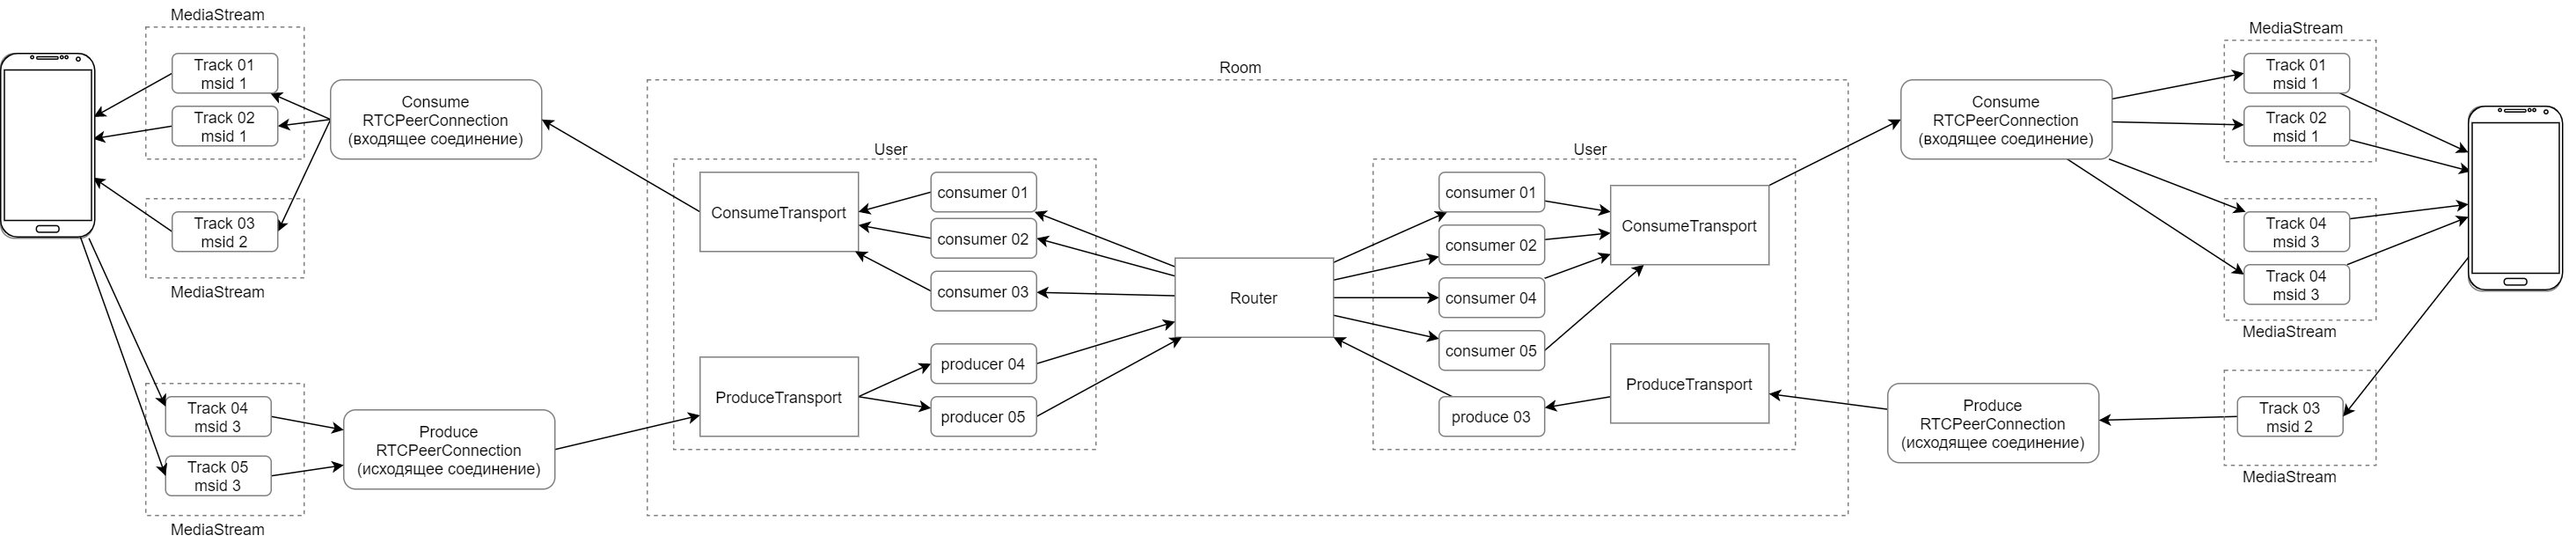 MediaStream
Track 01
msid 1
Track 02
msid 1
Track 03
msid 2
MediaStream
Consume
RTCPeerConnection
(входящее соединение)
Track 04
msid 3
Track 05
msid 3
MediaStream
Produce
RTCPeerConnection
(исходящее соединение)
Room
User
ConsumeTransport
consumer 01
consumer 02
consumer 03
ProduceTransport
producer 04
producer 05
Router
User
consumer 01
consumer 02
consumer 04
consumer 05
produce 03
ConsumeTransport
ProduceTransport
Consume
RTCPeerConnection
(входящее соединение)
Produce
RTCPeerConnection
(исходящее соединение)
MediaStream
Track 01
msid 1
Track 02
msid 1
Track 04
msid 3
Track 04
msid 3
MediaStream
Track 03
msid 2
MediaStream